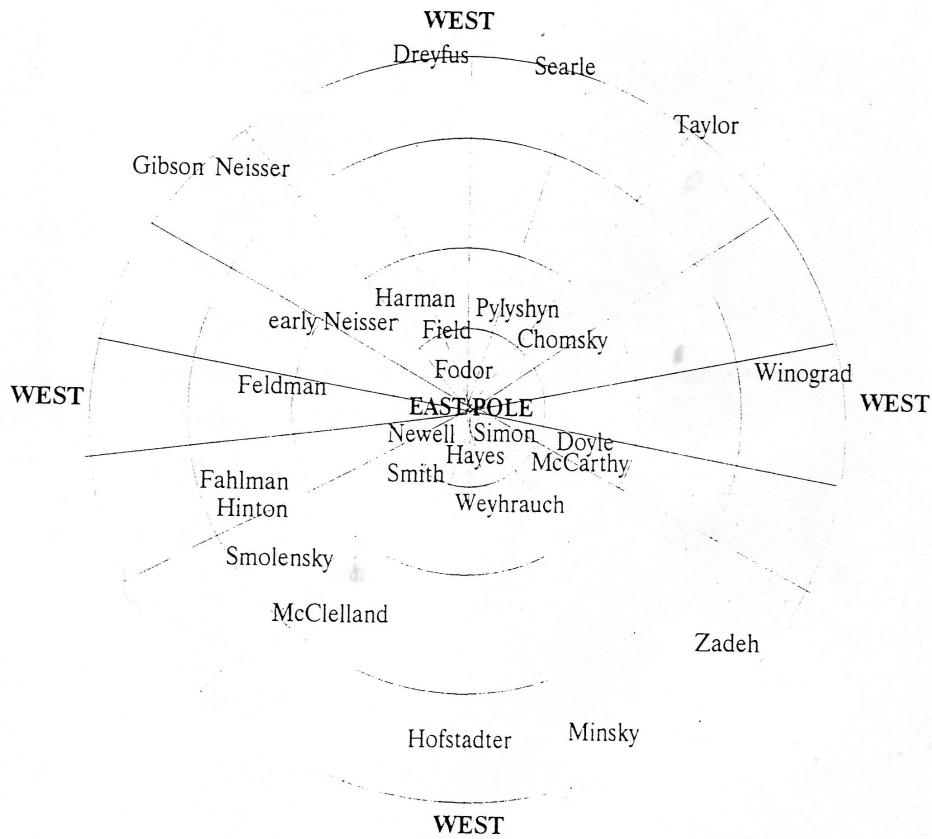 WEST
Dreyfus
Searle
Taylor
Gibson Neisser
Harman
Pylyshyn
early Neisser
Field
Chomsky
Fodor
Winograd
Feldman
WEST
WEST
EAST POLE
Newell
Simon
Doyle
Hayes
McCarthy
Smith
Fahlman
Weyhrauch
Hinton
Smolensky
McClelland
Zadeh
Hofstadter
Minsky
WEST